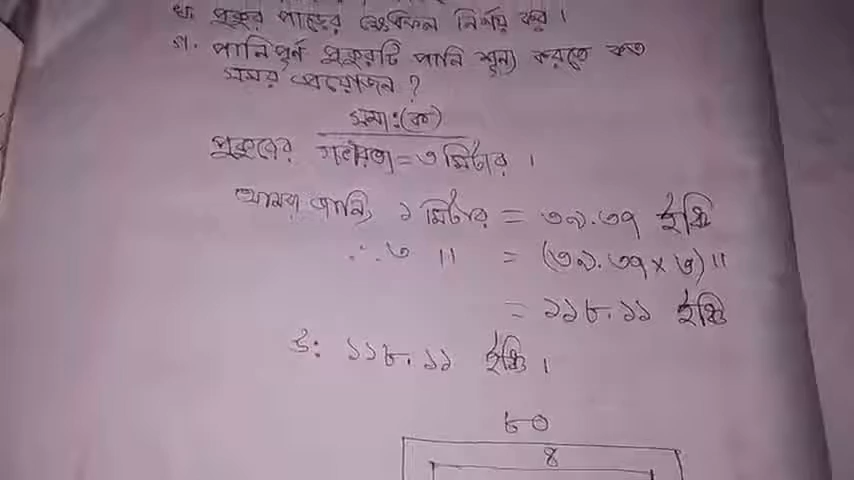 খ. পুকুর পাড়ের ক্ষেত্রফল নির্ণয় কর।
গ. পানিপূর্ণ পুকুরটি পানি শূন্য করতে কত
সময় প্রয়োজন?
সমা:(ক)
পুকুরের গভীরতা = ৩ মিটার।
আমরা জানি, ১ মিটার = ৩৯.৩৭ ইঞ্চি
∴ ৩ " = (৩৯.৩৭ × ৩) "
= ১১৮.১১ ইঞ্চি
উ: ১১৮.১১ ইঞ্চি।
৮০
৪